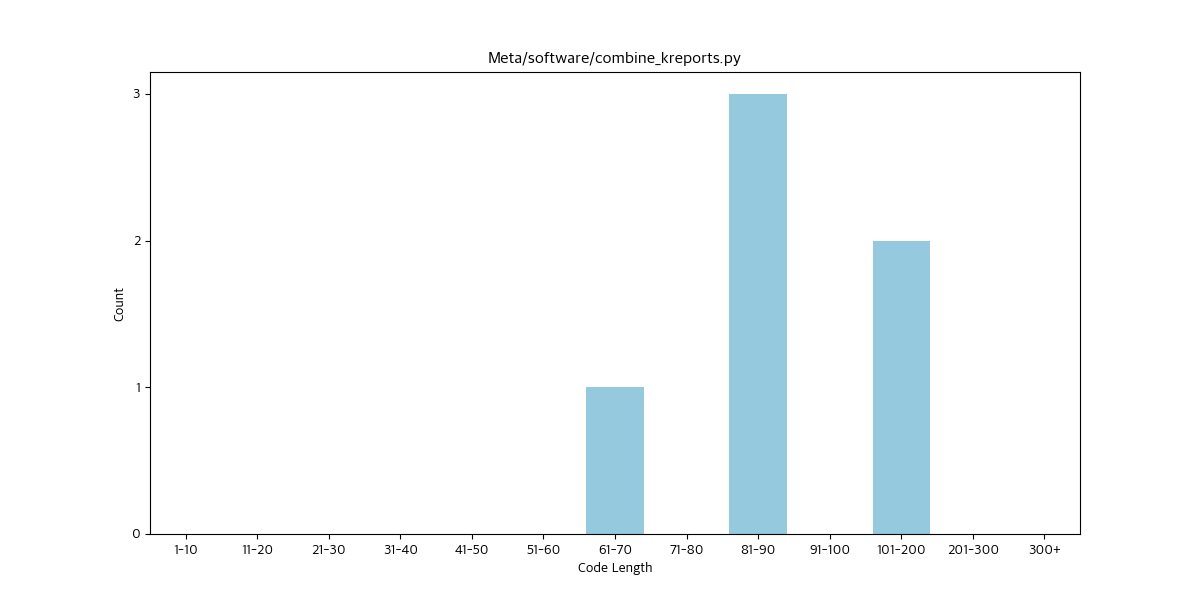 Meta/software/combine_kreports.py
3
2
1
0
Count
1-10 11-20 21-30 31-40 41-50 51-60 61-70 71-80 81-90 91-100 101-200 201-300 300+
Code Length